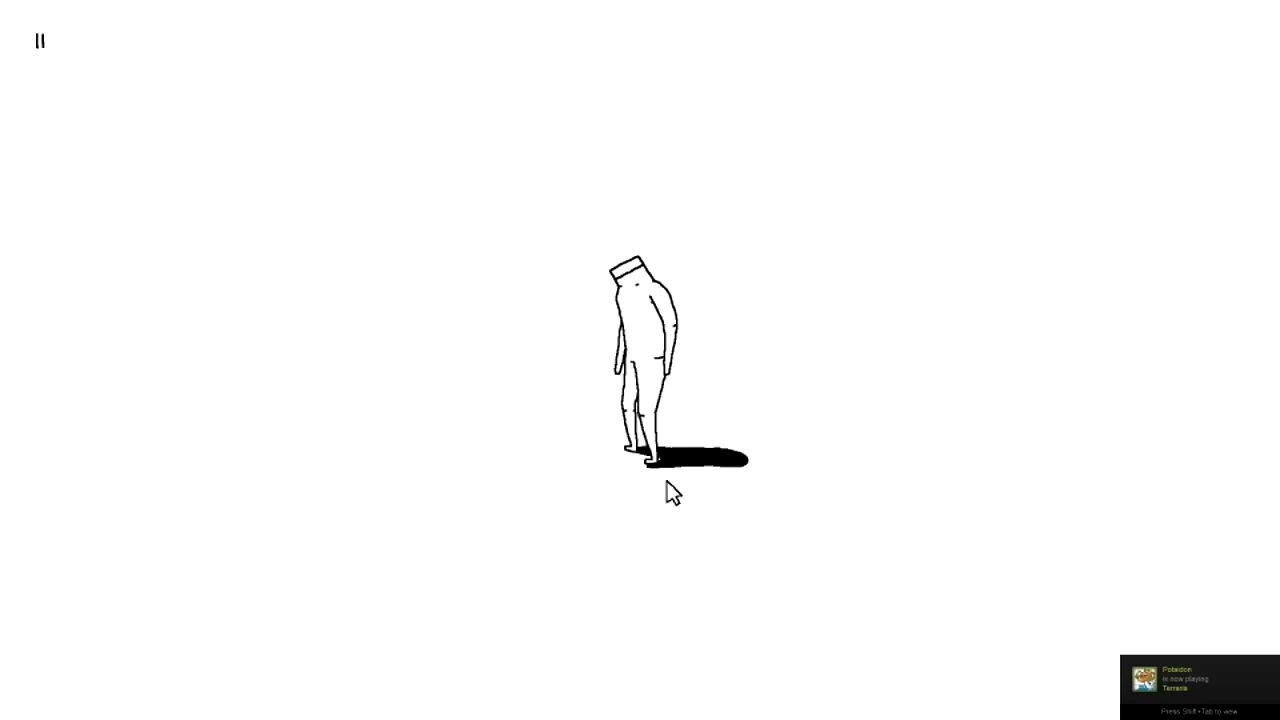 Poseidon
is now playing
Terraria
Press Shift+Tab to view